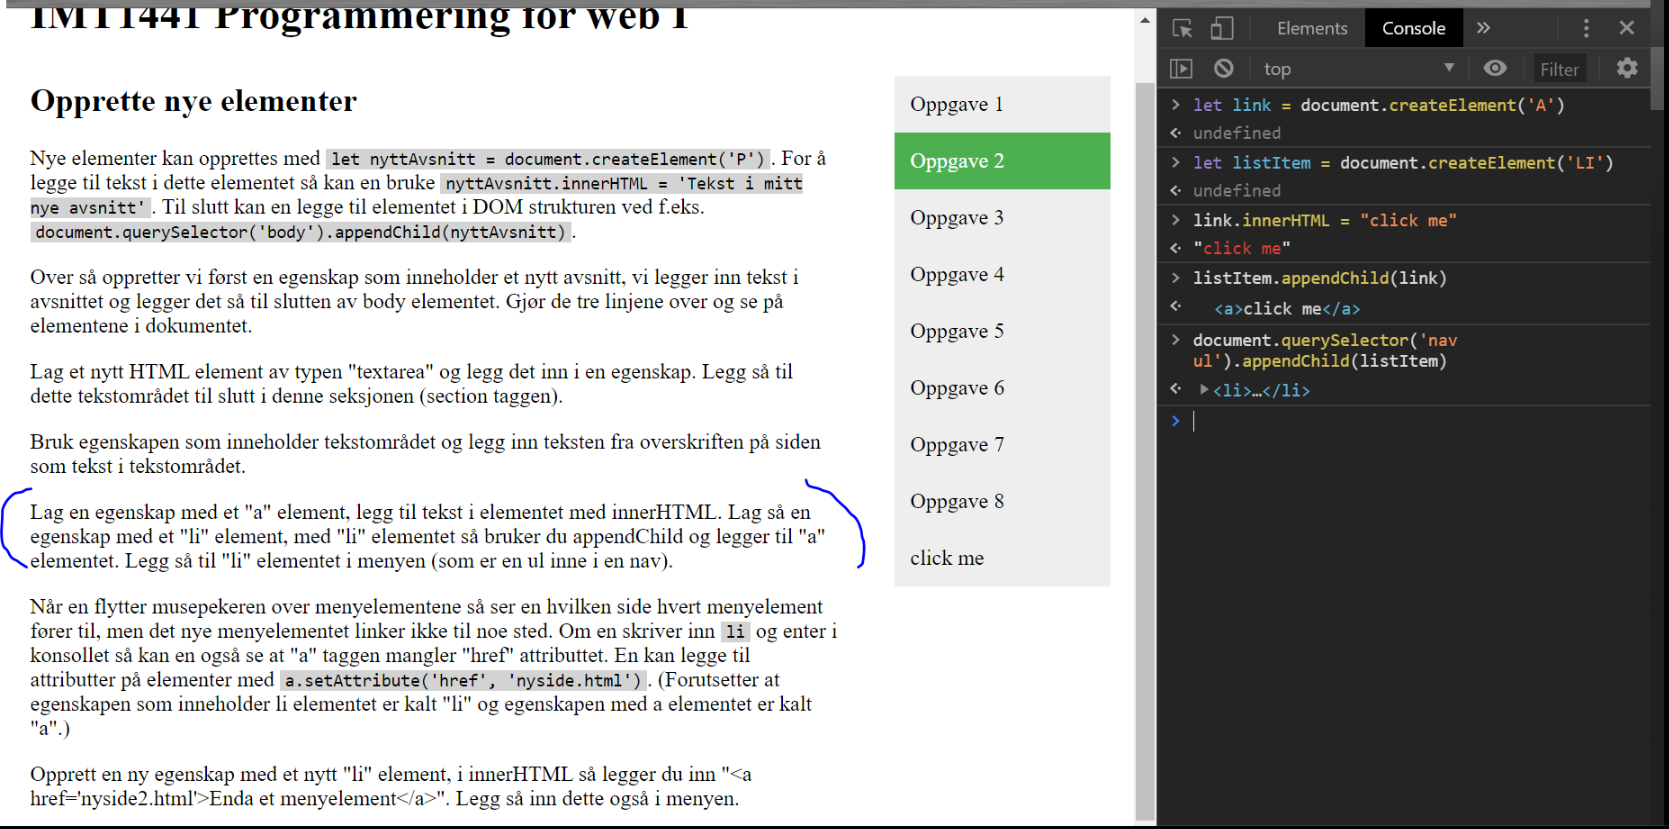 IMT1441 Programmering for web 1
Opprette nye elementer
Nye elementer kan opprettes med let nyttAvsnitt = document.createElement('P') . For å
legge til tekst i dette elementet så kan en bruke nyttAvsnitt.innerHTML = 'Tekst i mitt
nye avsnitt' . Til slutt kan en legge til elementet i DOM strukturen ved f.eks.
document.querySelector('body').appendChild(nyttAvsnitt) .
Over så oppretter vi først en egenskap som inneholder et nytt avsnitt, vi legger inn tekst i
avsnittet og legger det så til slutten av body elementet. Gjør de tre linjene over og se på
elementene i dokumentet.
Lag et nytt HTML element av typen "textarea" og legg det inn i en egenskap. Legg så til
dette tekstområdet til slutt i denne seksjonen (section taggen).
Bruk egenskapen som inneholder tekstområdet og legg inn teksten fra overskriften på siden
som tekst i tekstområdet.
Lag en egenskap med et "a" element, legg til tekst i elementet med innerHTML. Lag så en
egenskap med et "li" element, med "li" elementet så bruker du appendChild og legger til "a"
elementet. Legg så til "li" elementet i menyen (som er en ul inne i en nav).
Når en flytter musepekeren over menyelementene så ser en hvilken side hvert menyelement
fører til, men det nye menyelementet linker ikke til noe sted. Om en skriver inn li og enter i
konsollet så kan en også se at "a" taggen mangler "href" attributtet. En kan legge til
attributter på elementer med a.setAttribute('href', 'nyside.html') . (Forutsetter at
egenskapen som inneholder li elementet er kalt "li" og egenskapen med a elementet er kalt
"a".)
Opprett en ny egenskap med et nytt "li" element, i innerHTML så legger du inn "<a
href='nyside2.html'>Enda et menyelement</a>". Legg så inn dette også i menyen.
Oppgave 1
Oppgave 2
Oppgave 3
Oppgave 4
Oppgave 5
Oppgave 6
Oppgave 7
Oppgave 8
click me
Elements Console »
top Filter
> let link = document.createElement('A')
undefined
> let listItem = document.createElement('LI')
undefined
> link.innerHTML = "click me"
"click me"
> listItem.appendChild(link)
<a>click me</a>
> document.querySelector('nav
ul').appendChild(listItem)
<li>…</li>
>